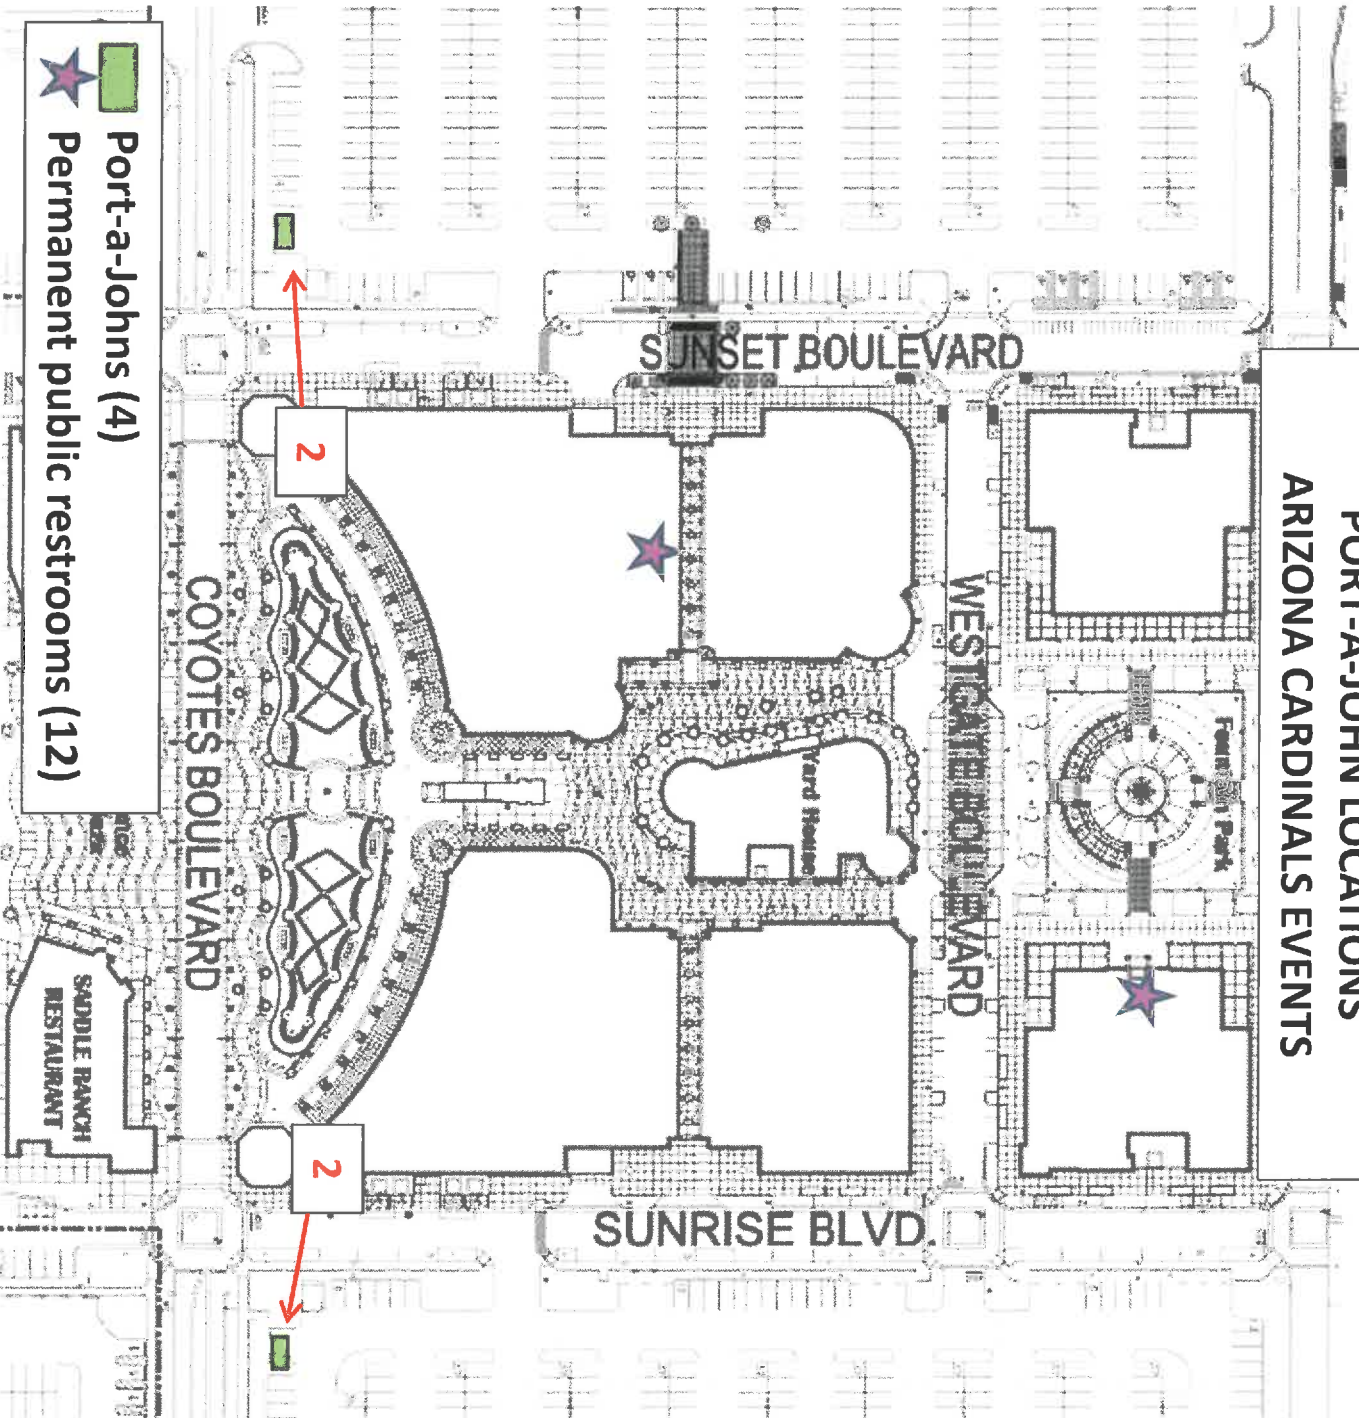 PORT-A-JOHN LOCATIONS
ARIZONA CARDINALS EVENTS
Fountain Park
WESTGATE BOULEVARD
Yard House
SUNSET BOULEVARD
SUNRISE BLVD.
2
2
COYOTES BOULEVARD
SADDLE RANCH
RESTAURANT
Port-a-Johns (4)
Permanent public restrooms (12)